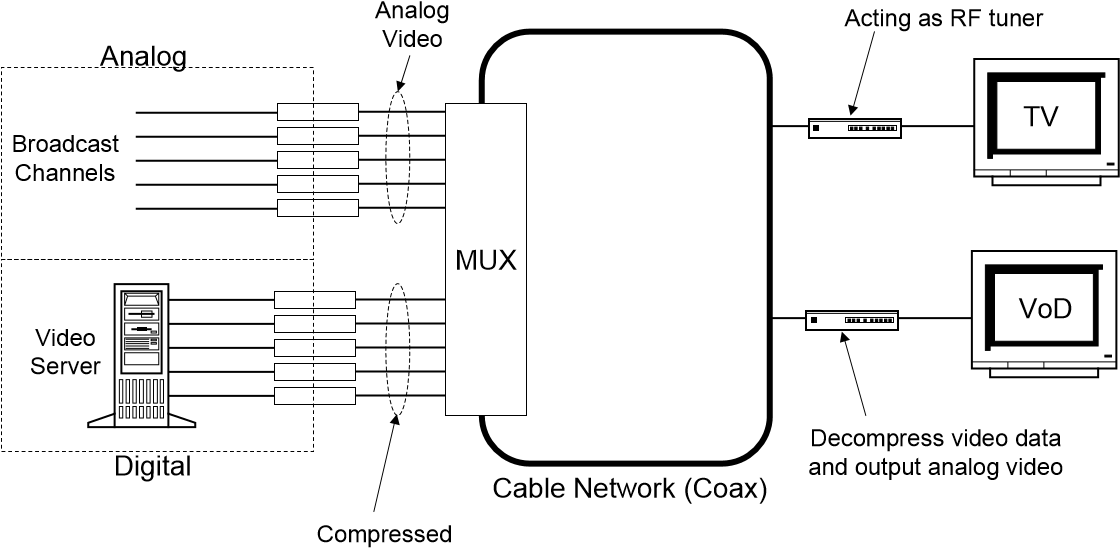 Analog
Video
Acting as RF tuner
Analog
Broadcast
Channels
TV
MUX
Video
Server
VoD
Digital
Decompress video data
and output analog video
Cable Network (Coax)
Compressed